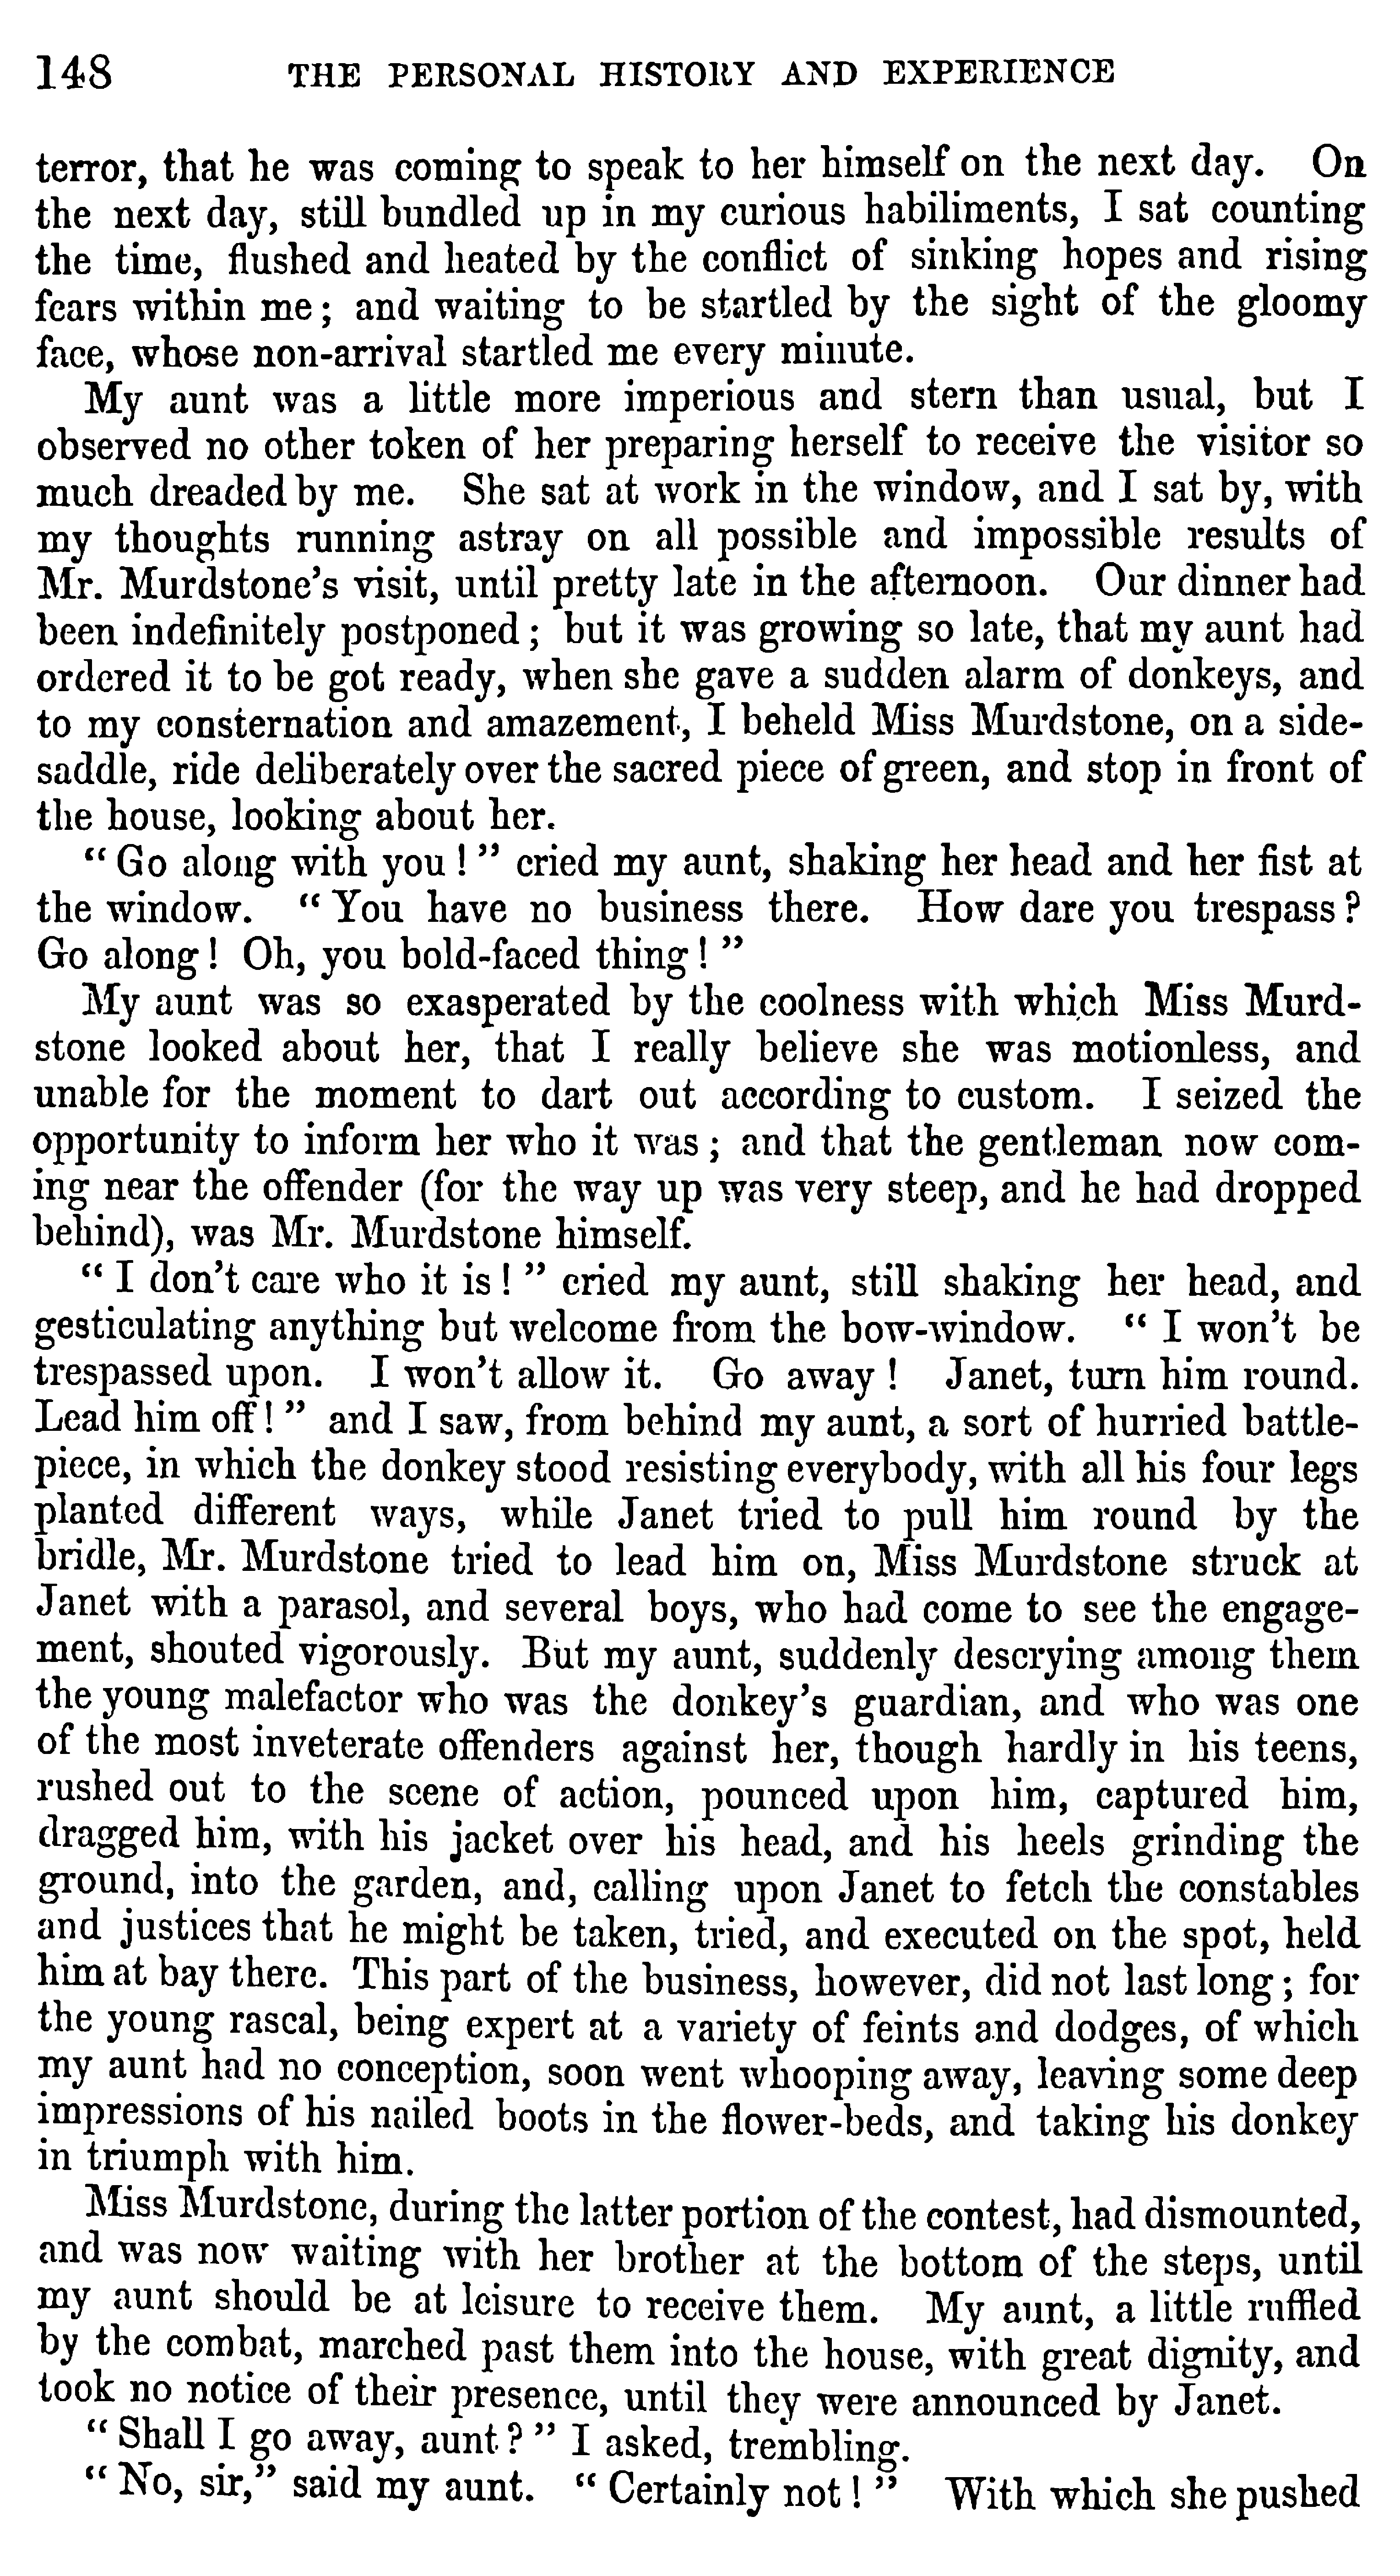 148 THE PERSONAL HISTORY AND EXPERIENCE
terror, that he was coming to speak to her himself on the next day. On
the next day, still bundled up in my curious habiliments, I sat counting
the time, flushed and heated by the conflict of sinking hopes and rising
fears within me; and waiting to be startled by the sight of the gloomy
face, whose non-arrival startled me every minute.
My aunt was a little more imperious and stern than usual, but I
observed no other token of her preparing herself to receive the visitor so
much dreaded by me. She sat at work in the window, and I sat by, with
my thoughts running astray on all possible and impossible results of
Mr. Murdstone's visit, until pretty late in the afternoon. Our dinner had
been indefinitely postponed; but it was growing so late, that my aunt had
ordered it to be got ready, when she gave a sudden alarm of donkeys, and
to my consternation and amazement, I beheld Miss Murdstone, on a side-
saddle, ride deliberately over the sacred piece of green, and stop in front of
the house, looking about her.
"Go along with you!" cried my aunt, shaking her head and her fist at
the window. "You have no business there. How dare you trespass?
Go along! Oh, you bold-faced thing!"
My aunt was so exasperated by the coolness with which Miss Murd-
stone looked about her, that I really believe she was motionless, and
unable for the moment to dart out according to custom. I seized the
opportunity to inform her who it was; and that the gentleman now com-
ing near the offender (for the way up was very steep, and he had dropped
behind), was Mr. Murdstone himself.
"I don't care who it is!" cried my aunt, still shaking her head, and
gesticulating anything but welcome from the bow-window. "I won't be
trespassed upon. I won't allow it. Go away! Janet, turn him round.
Lead him off!" and I saw, from behind my aunt, a sort of hurried battle-
piece, in which the donkey stood resisting everybody, with all his four legs
planted different ways, while Janet tried to pull him round by the
bridle, Mr. Murdstone tried to lead him on, Miss Murdstone struck at
Janet with a parasol, and several boys, who had come to see the engage-
ment, shouted vigorously. But my aunt, suddenly descrying among them
the young malefactor who was the donkey's guardian, and who was one
of the most inveterate offenders against her, though hardly in his teens,
rushed out to the scene of action, pounced upon him, captured him,
dragged him, with his jacket over his head, and his heels grinding the
ground, into the garden, and, calling upon Janet to fetch the constables
and justices that he might be taken, tried, and executed on the spot, held
him at bay there. This part of the business, however, did not last long; for
the young rascal, being expert at a variety of feints and dodges, of which
my aunt had no conception, soon went whooping away, leaving some deep
impressions of his nailed boots in the flower-beds, and taking his donkey
in triumph with him.
Miss Murdstone, during the latter portion of the contest, had dismounted,
and was now waiting with her brother at the bottom of the steps, until
my aunt should be at leisure to receive them. My aunt, a little ruffled
by the combat, marched past them into the house, with great dignity, and
took no notice of their presence, until they were announced by Janet.
"Shall I go away, aunt?" I asked, trembling.
"No, sir," said my aunt. "Certainly not!" With which she pushed